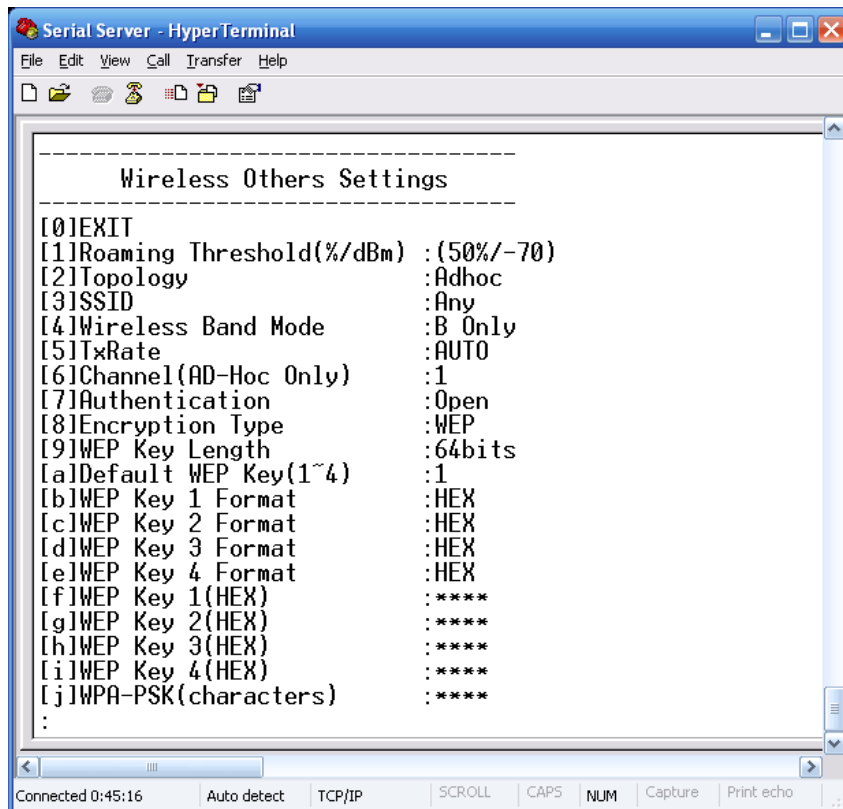 Serial Server - HyperTerminal
File Edit View Call Transfer Help
------------------------------------
Wireless Others Settings
------------------------------------
[0]EXIT
[1]Roaming Threshold(%/dBm) :(50%/-70)
[2]Topology :Adhoc
[3]SSID :Any
[4]Wireless Band Mode :B Only
[5]TxRate :AUTO
[6]Channel(AD-Hoc Only) :1
[7]Authentication :Open
[8]Encryption Type :WEP
[9]WEP Key Length :64bits
[a]Default WEP Key(1~4) :1
[b]WEP Key 1 Format :HEX
[c]WEP Key 2 Format :HEX
[d]WEP Key 3 Format :HEX
[e]WEP Key 4 Format :HEX
[f]WEP Key 1(HEX) :****
[g]WEP Key 2(HEX) :****
[h]WEP Key 3(HEX) :****
[i]WEP Key 4(HEX) :****
[j]WPA-PSK(characters) :****
:
Connected 0:45:16 Auto detect TCP/IP SCROLL CAPS NUM Capture Print echo